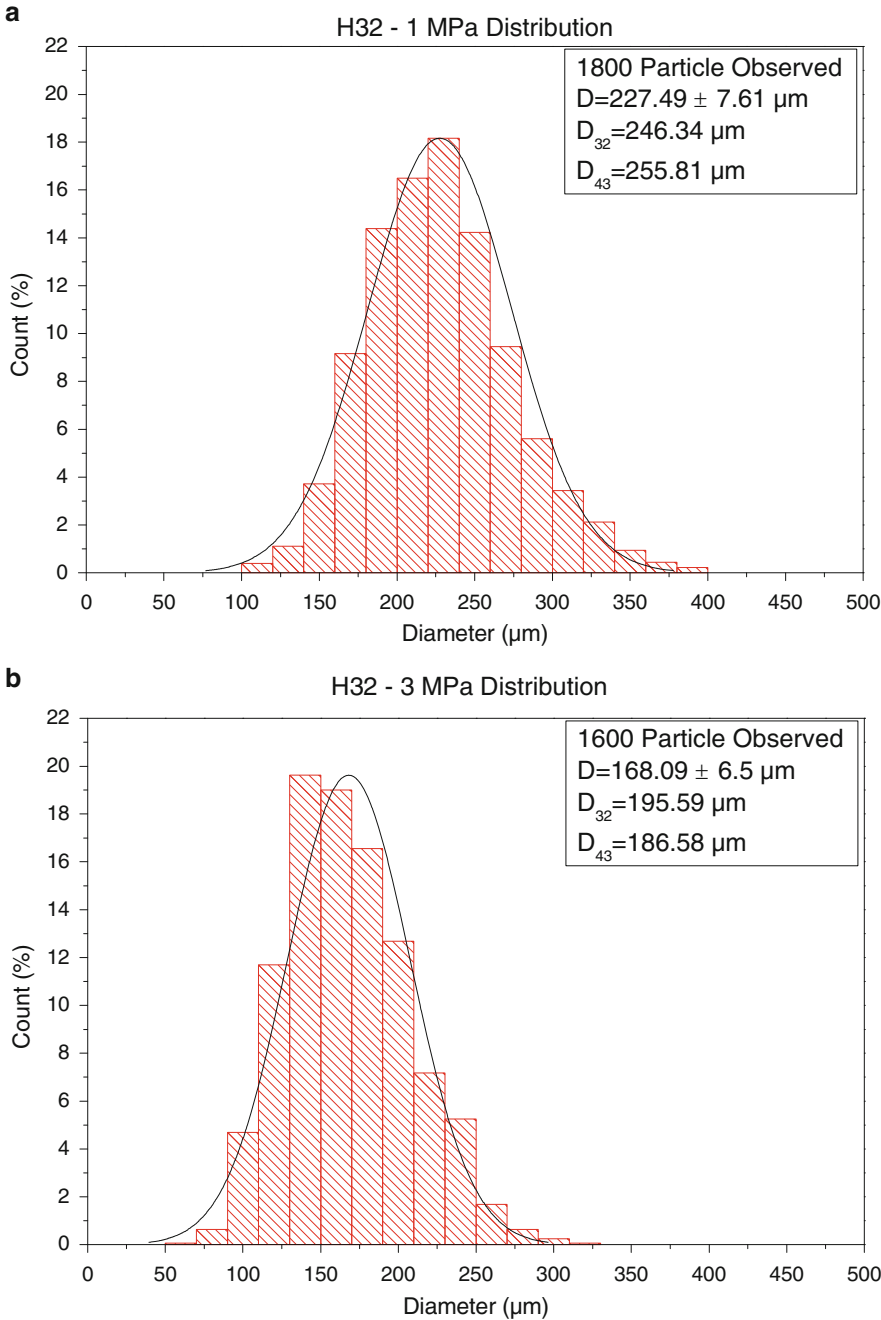 a
H32 - 1 MPa Distribution
1800 Particle Observed
D=227.49 ± 7.61 µm
D32=246.34 µm
D43=255.81 µm
22
20
18
16
14
12
10
8
6
4
2
0
Count (%)
0 50 100 150 200 250 300 350 400 450 500
Diameter (µm)
b
H32 - 3 MPa Distribution
1600 Particle Observed
D=168.09 ± 6.5 µm
D32=195.59 µm
D43=186.58 µm
22
20
18
16
14
12
10
8
6
4
2
0
Count (%)
0 50 100 150 200 250 300 350 400 450 500
Diameter (µm)